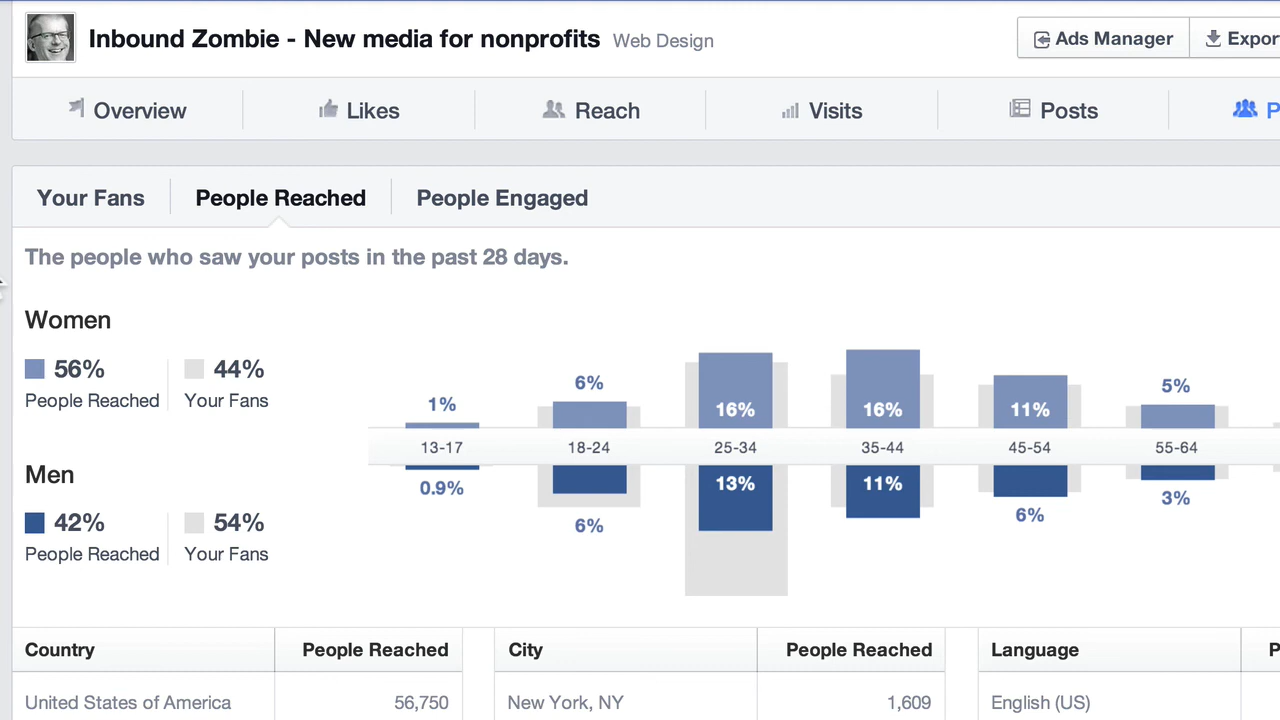 Inbound Zombie - New media for nonprofits Web Design Ads Manager Expor
Overview Likes Reach Visits Posts P
Your Fans People Reached People Engaged
The people who saw your posts in the past 28 days.
Women
56% 44%
People Reached Your Fans
1% 6% 16% 16% 11% 5%
13-17 18-24 25-34 35-44 45-54 55-64
Men
0.9% 6% 13% 11% 6% 3%
42% 54%
People Reached Your Fans
Country People Reached City People Reached Language P
United States of America 56,750 New York, NY 1,609 English (US)